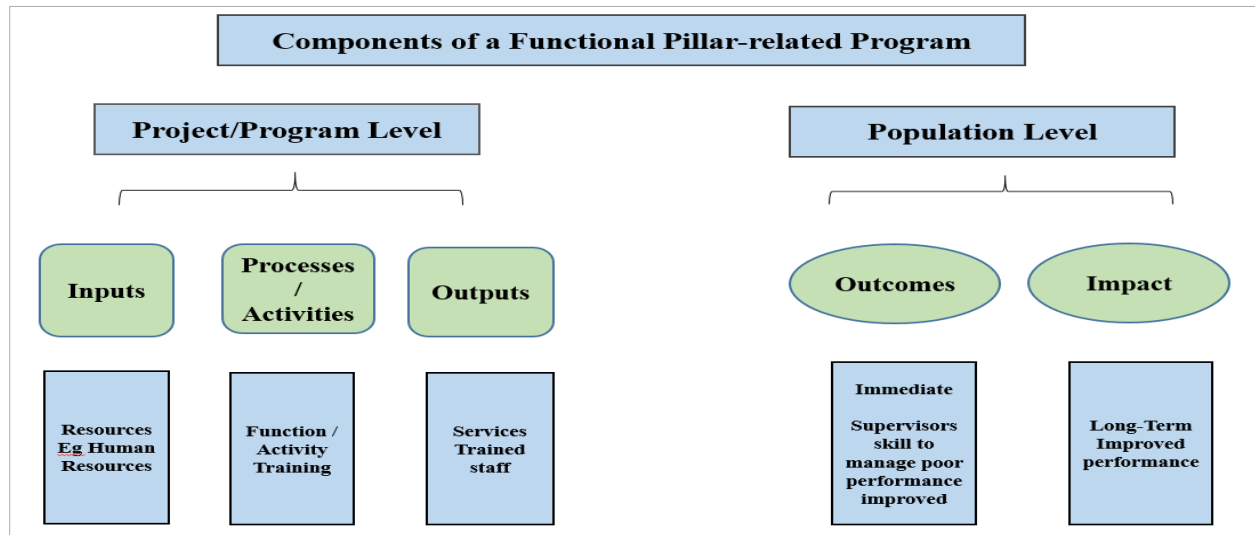 Components of a Functional Pillar-related Program
Project/Program Level
Population Level
Inputs
Processes
/
Activities
Outputs
Outcomes
Impact
Resources
Eg Human
Resources
Function /
Activity
Training
Services
Trained
staff
Immediate
Supervisors
skill to
manage poor
performance
improved
Long-Term
Improved
performance